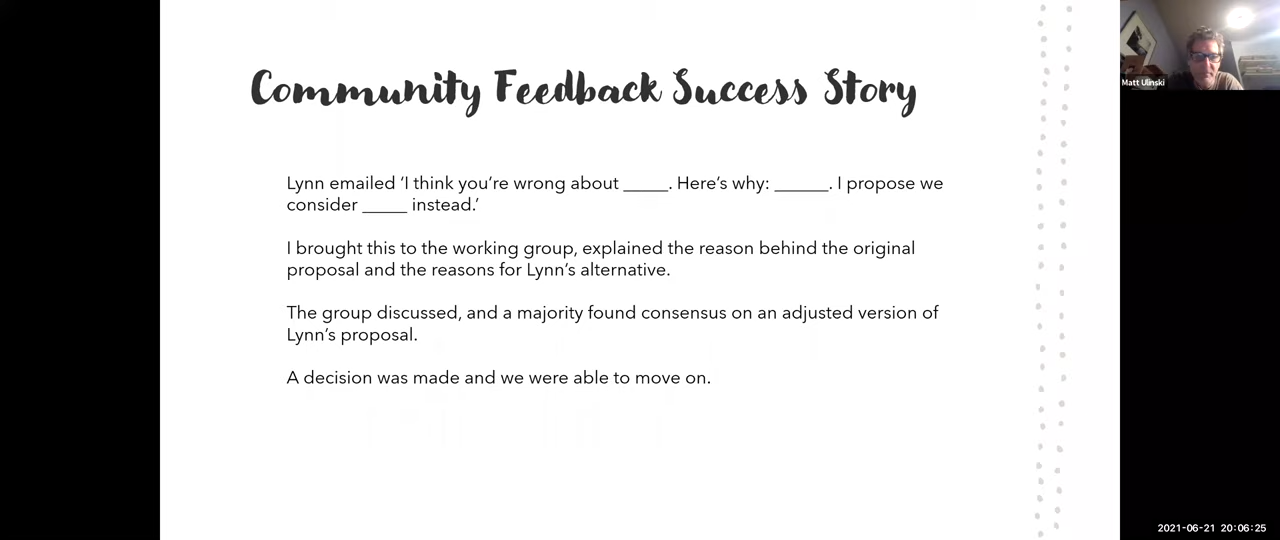 Community Feedback Success Story
Matt Ulinski
Lynn emailed ‘I think you’re wrong about _____. Here’s why: ______. I propose we
consider _____ instead.’
I brought this to the working group, explained the reason behind the original
proposal and the reasons for Lynn’s alternative.
The group discussed, and a majority found consensus on an adjusted version of
Lynn’s proposal.
A decision was made and we were able to move on.
2021-06-21 20:06:25